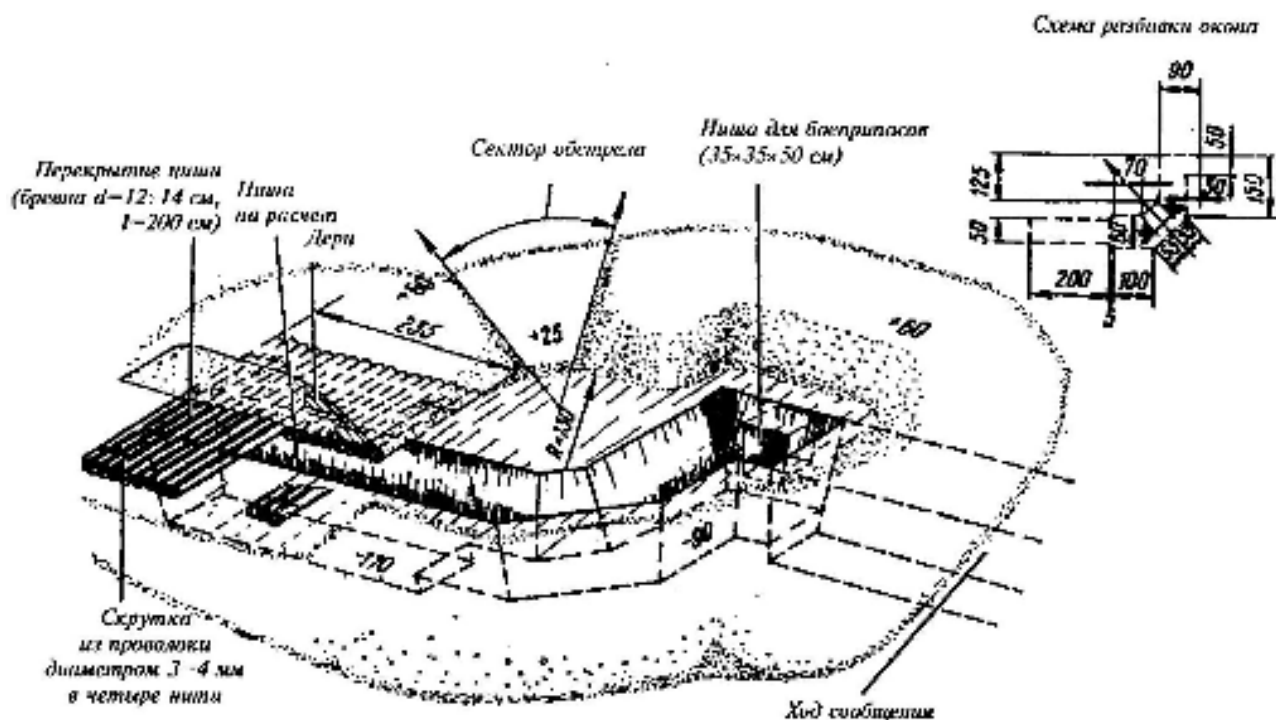 Схема разбивки окопа
90
50
125
70
50
150
50
200
100
Сектор обстрела
Ниша для боеприпасов
(35×35×50 см)
Перекрытие ниши
(бревна d=12: 14 см,
l=200 см)
Ниша
на расчет
Дерн
255
+25
+60
-110
-90
Скрутка
из проволоки
диаметром 3-4 мм
в четыре нити
Ход сообщения